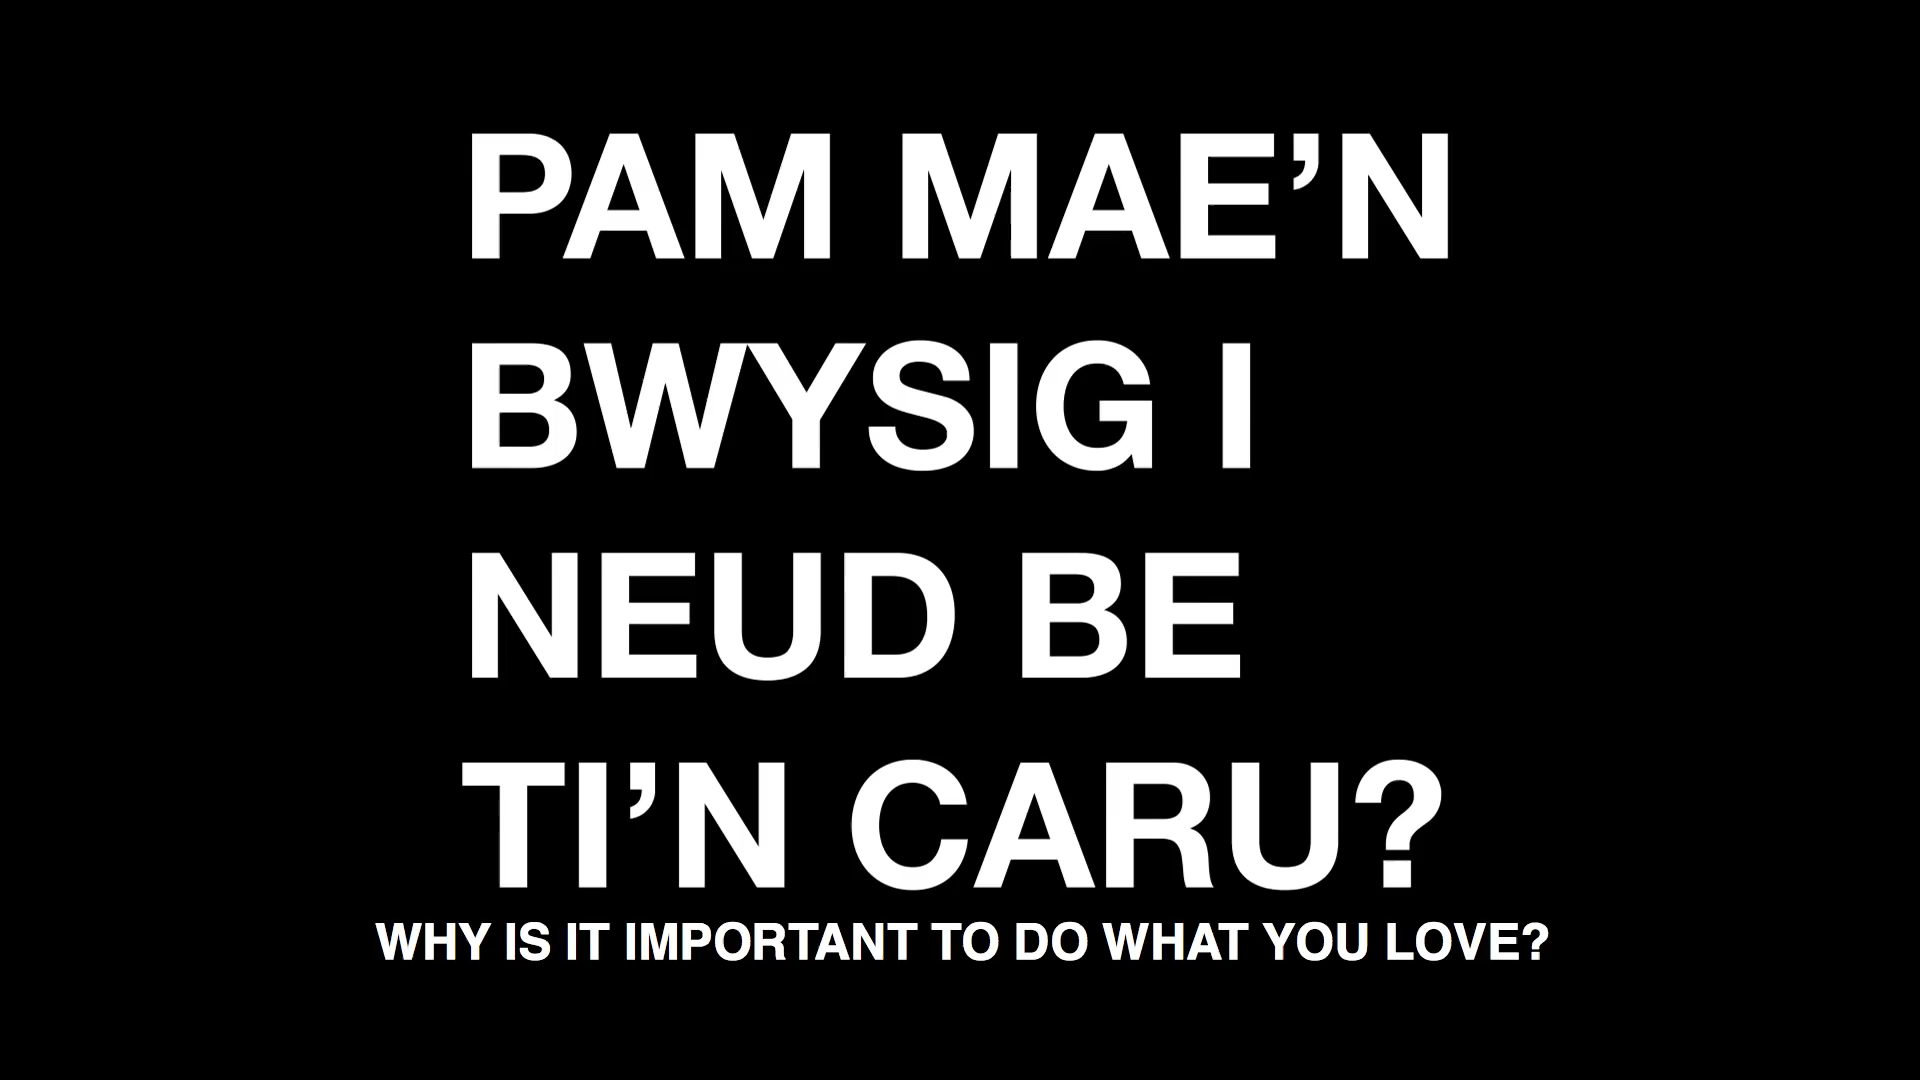 PAM MAE’N
BWYSIG I
NEUD BE
TI’N CARU?
WHY IS IT IMPORTANT TO DO WHAT YOU LOVE?